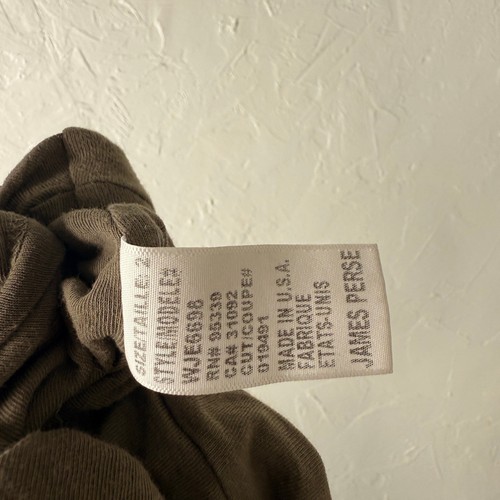 SIZE/TAILLE: 2
STYLE/MODELE#
WJE5698
RN# 95339
CA# 31092
CUT/COUPE#
019491
MADE IN U.S.A.
FABRIQUE
ETATS-UNIS
JAMES PERSE